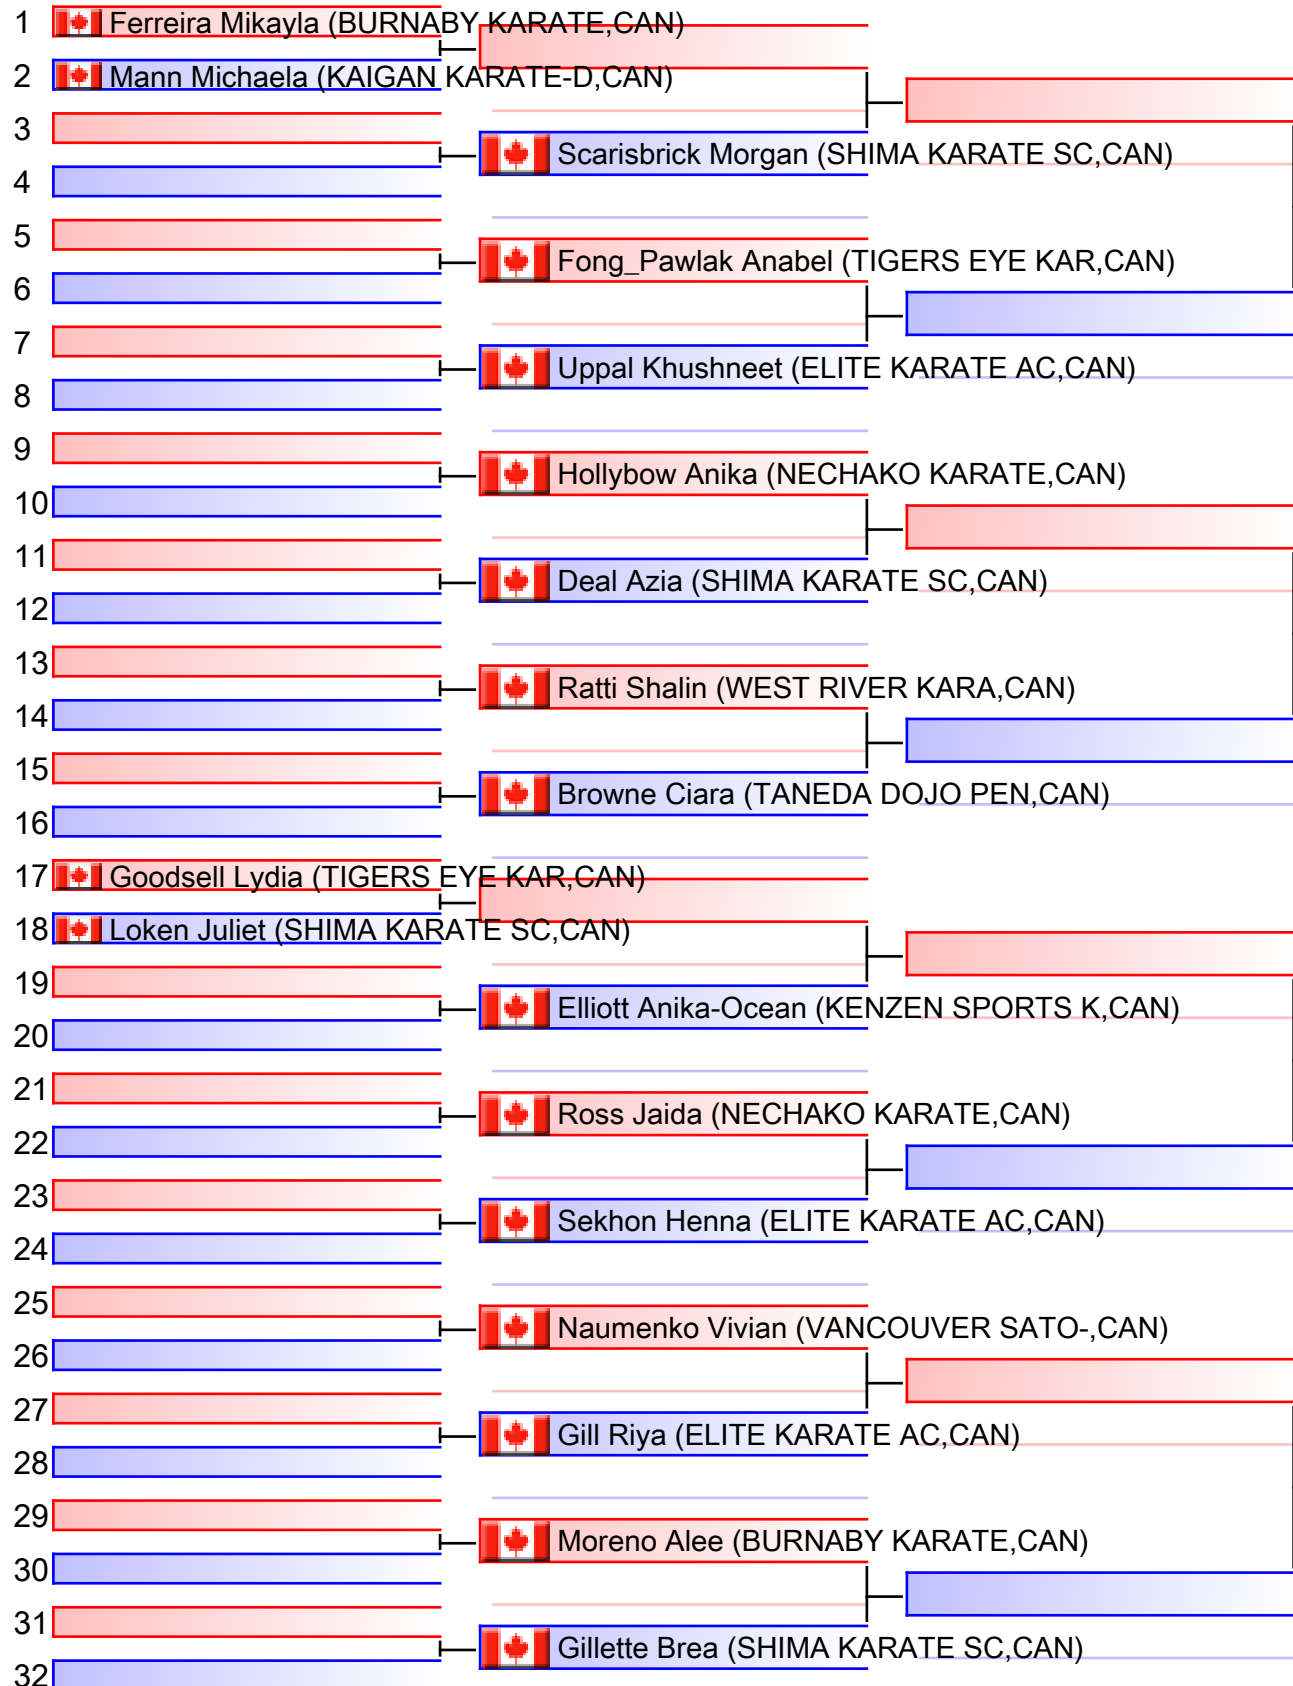 1 Ferreira Mikayla (BURNABY KARATE,CAN)
2 Mann Michaela (KAIGAN KARATE-D,CAN)
3
Scarisbrick Morgan (SHIMA KARATE SC,CAN)
4
5
Fong_Pawlak Anabel (TIGERS EYE KAR,CAN)
6
7
Uppal Khushneet (ELITE KARATE AC,CAN)
8
9
Hollybow Anika (NECHAKO KARATE,CAN)
10
11
Deal Azia (SHIMA KARATE SC,CAN)
12
13
Ratti Shalin (WEST RIVER KARA,CAN)
14
15
Browne Ciara (TANEDA DOJO PEN,CAN)
16
17 Goodsell Lydia (TIGERS EYE KAR,CAN)
18 Loken Juliet (SHIMA KARATE SC,CAN)
19
Elliott Anika-Ocean (KENZEN SPORTS K,CAN)
20
21
Ross Jaida (NECHAKO KARATE,CAN)
22
23
Sekhon Henna (ELITE KARATE AC,CAN)
24
25
Naumenko Vivian (VANCOUVER SATO-,CAN)
26
27
Gill Riya (ELITE KARATE AC,CAN)
28
29
Moreno Alee (BURNABY KARATE,CAN)
30
31
Gillette Brea (SHIMA KARATE SC,CAN)
32